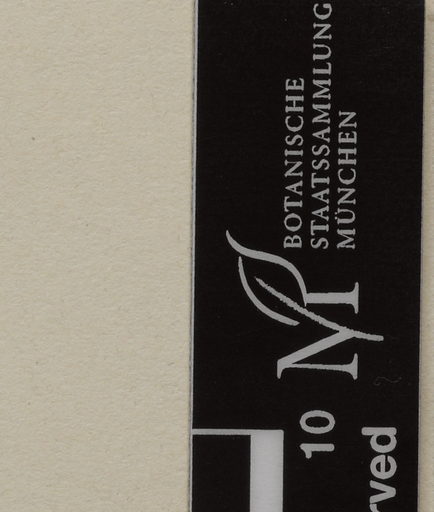 BOTANISCHE
STAATSSAMMLUNG
MÜNCHEN
10
rved